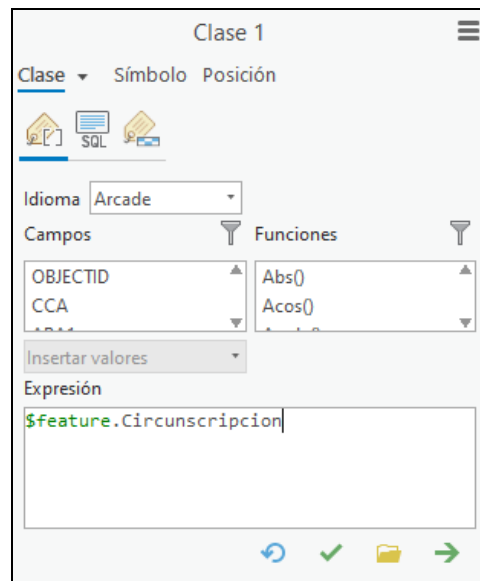 Clase 1
Clase Símbolo Posición
SQL
Idioma Arcade
Campos Funciones
OBJECTID Abs()
CCA Acos()
Insertar valores
Expresión
$feature.Circunscripcion